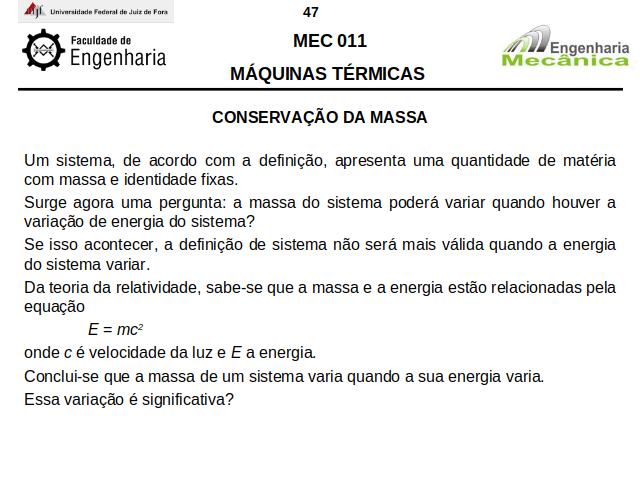 Universidade Federal de Juiz de Fora
47
Faculdade de
Engenharia
MEC 011
MÁQUINAS TÉRMICAS
Engenharia
Mecânica
CONSERVAÇÃO DA MASSA
Um sistema, de acordo com a definição, apresenta uma quantidade de matéria
com massa e identidade fixas.
Surge agora uma pergunta: a massa do sistema poderá variar quando houver a
variação de energia do sistema?
Se isso acontecer, a definição de sistema não será mais válida quando a energia
do sistema variar.
Da teoria da relatividade, sabe-se que a massa e a energia estão relacionadas pela
equação
E = mc²
onde c é velocidade da luz e E a energia.
Conclui-se que a massa de um sistema varia quando a sua energia varia.
Essa variação é significativa?